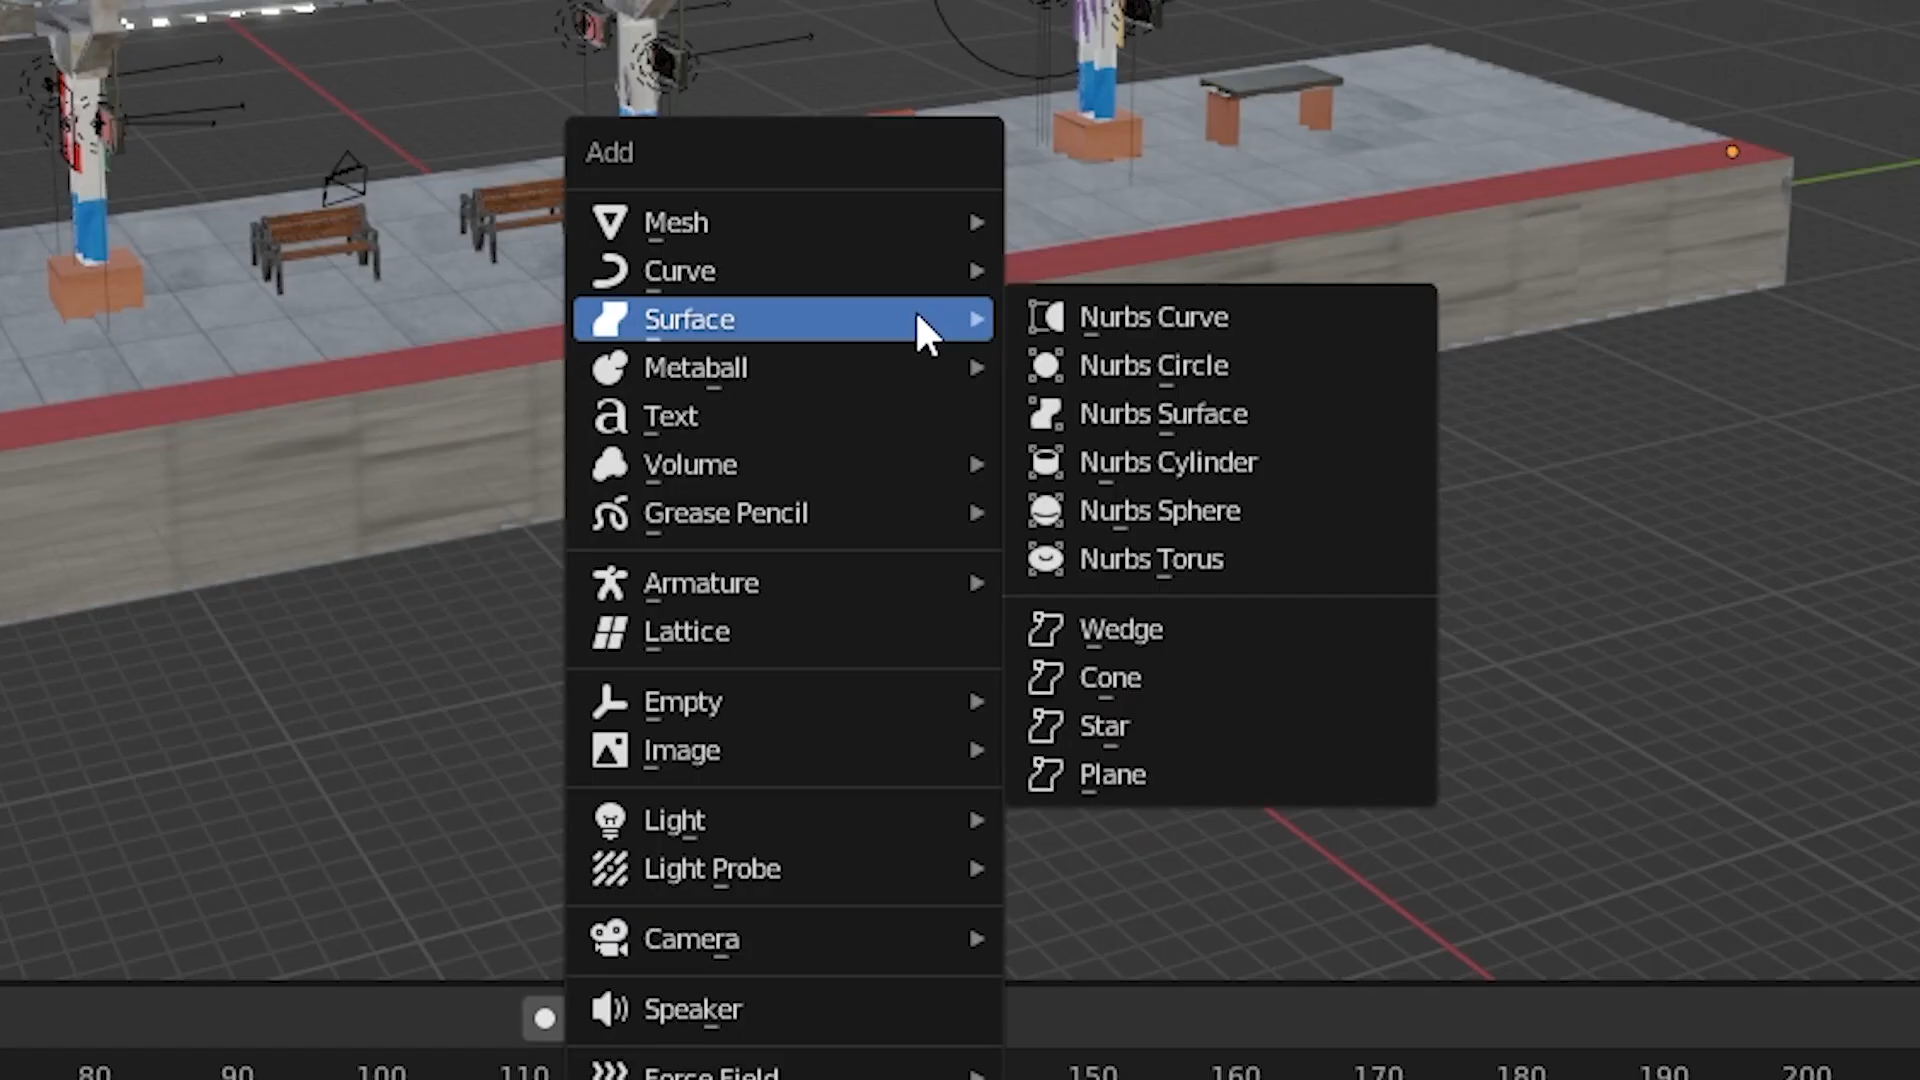 Add
Mesh
Curve
Surface
Metaball
Text
Volume
Grease Pencil
Armature
Lattice
Empty
Image
Light
Light Probe
Camera
Speaker
Force Field
Nurbs Curve
Nurbs Circle
Nurbs Surface
Nurbs Cylinder
Nurbs Sphere
Nurbs Torus
Wedge
Cone
Star
Plane
80 90 100 110 150 160 170 180 190 200